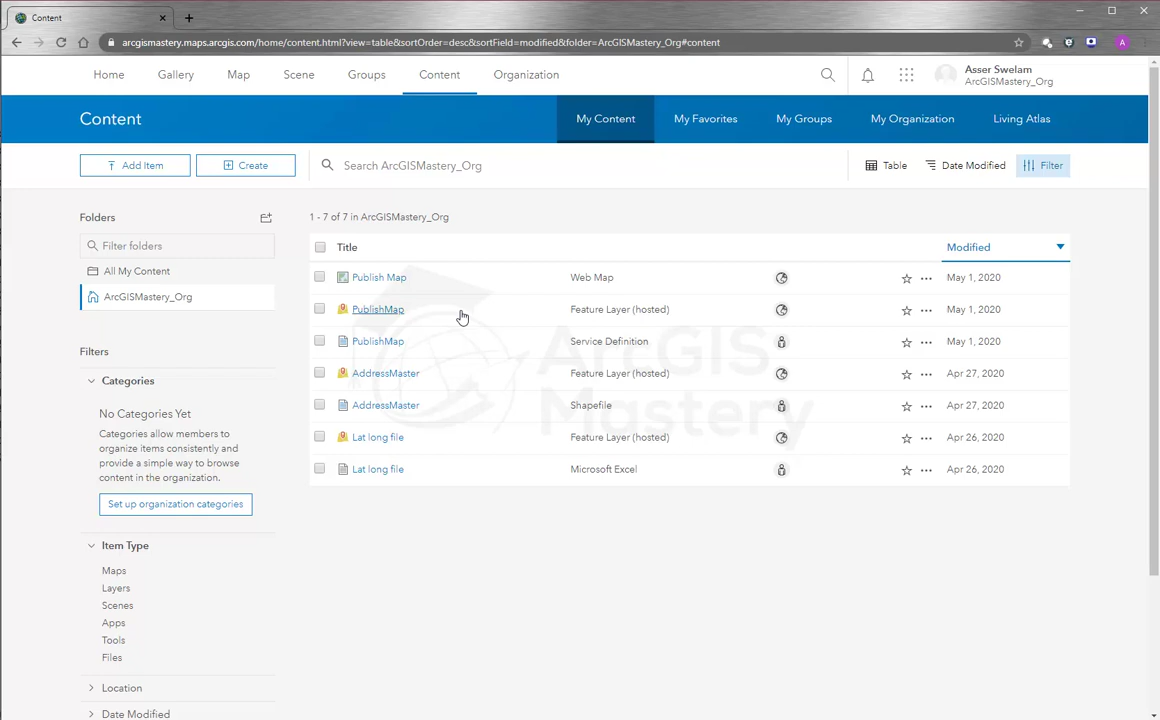 Content
arcgismastery.maps.arcgis.com/home/content.html?view=table&sortOrder=desc&sortField=modified&folder=ArcGISMastery_Org#content
A
Home Gallery Map Scene Groups Content Organization
Asser Swelam
ArcGISMastery_Org
Content
My Content My Favorites My Groups My Organization Living Atlas
Add Item Create Search ArcGISMastery_Org Table Date Modified Filter
Folders
Filter folders
All My Content
ArcGISMastery_Org
Filters
Categories
No Categories Yet
Categories allow members to
organize items consistently and
provide a simple way to browse
content in the organization.
Set up organization categories
Item Type
Maps
Layers
Scenes
Apps
Tools
Files
Location
Date Modified
1 - 7 of 7 in ArcGISMastery_Org
Title Modified
Publish Map Web Map May 1, 2020
PublishMap Feature Layer (hosted) May 1, 2020
PublishMap Service Definition May 1, 2020
AddressMaster Feature Layer (hosted) Apr 27, 2020
AddressMaster Shapefile Apr 27, 2020
Lat long file Feature Layer (hosted) Apr 26, 2020
Lat long file Microsoft Excel Apr 26, 2020
ArcGIS
Mastery